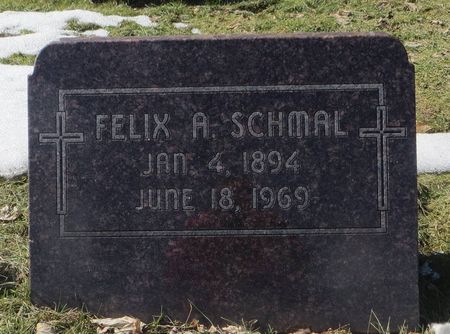 FELIX A. SCHMAL
JAN. 4, 1894
JUNE 18, 1969